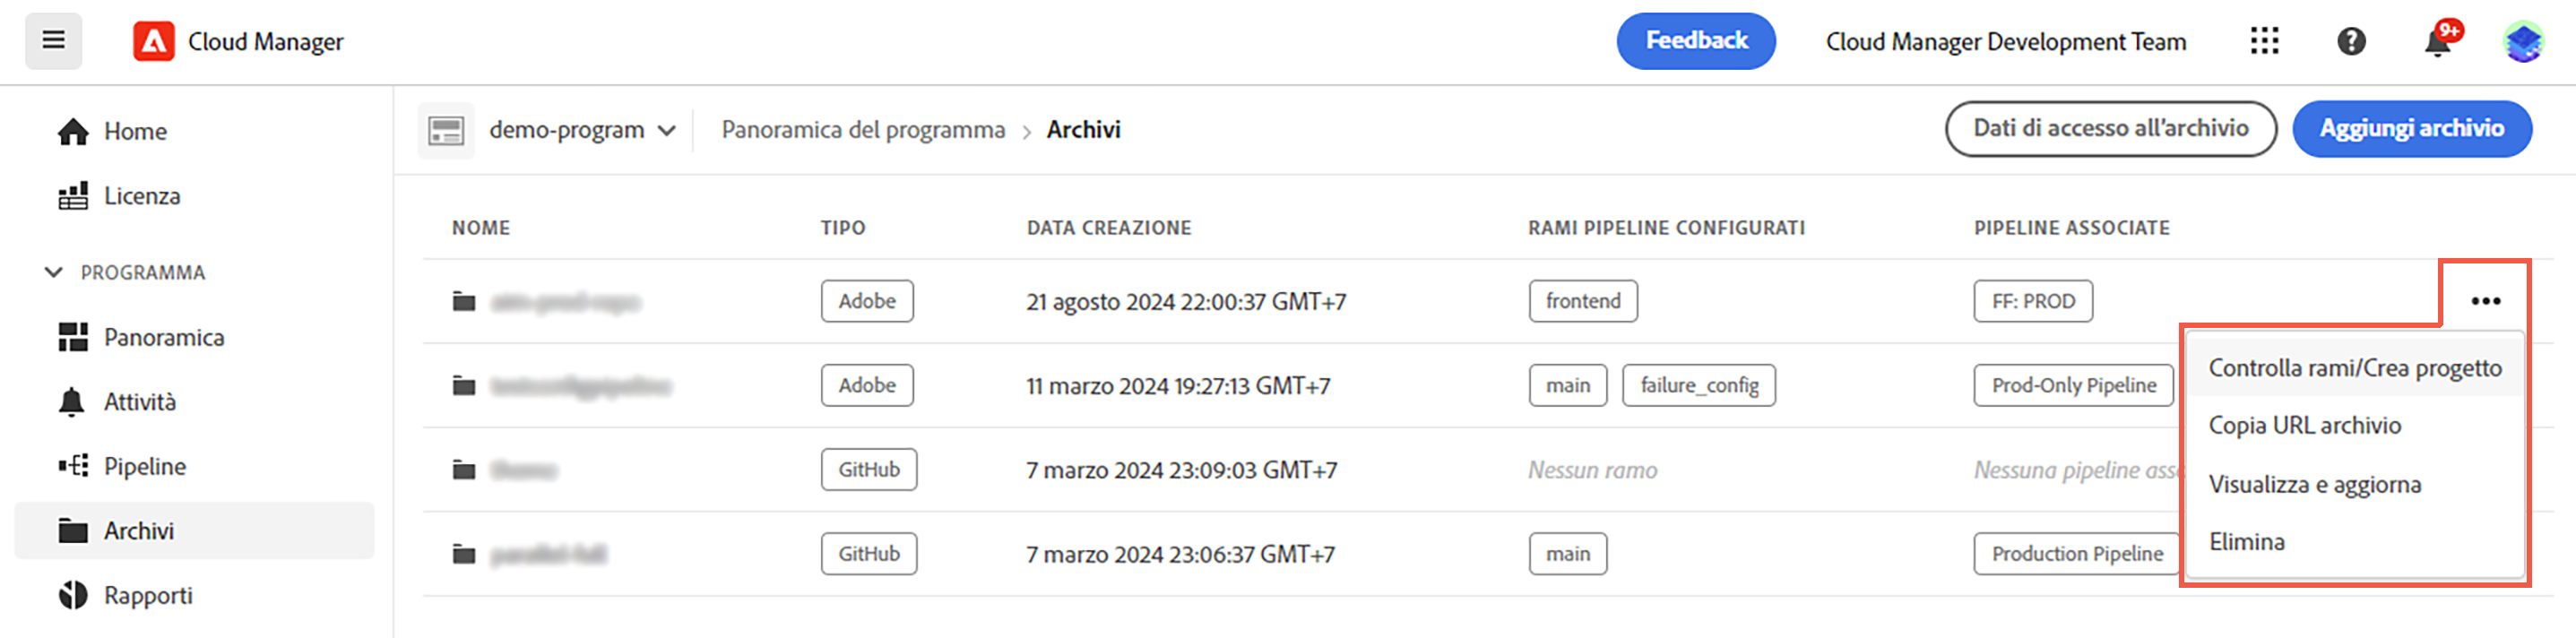 Cloud Manager
Feedback
Cloud Manager Development Team
9+
Home
Licenza
PROGRAMMA
Panoramica
Attività
Pipeline
Archivi
Rapporti
demo-program
Panoramica del programma > Archivi
Dati di accesso all'archivio
Aggiungi archivio
NOME TIPO DATA CREAZIONE RAMI PIPELINE CONFIGURATI PIPELINE ASSOCIATE
Adobe 21 agosto 2024 22:00:37 GMT+7 frontend FF: PROD
Adobe 11 marzo 2024 19:27:13 GMT+7 main failure_config Prod-Only Pipeline
GitHub 7 marzo 2024 23:09:03 GMT+7 Nessun ramo Nessuna pipeline
GitHub 7 marzo 2024 23:06:37 GMT+7 main Production Pipeline
Controlla rami/Crea progetto
Copia URL archivio
Visualizza e aggiorna
Elimina